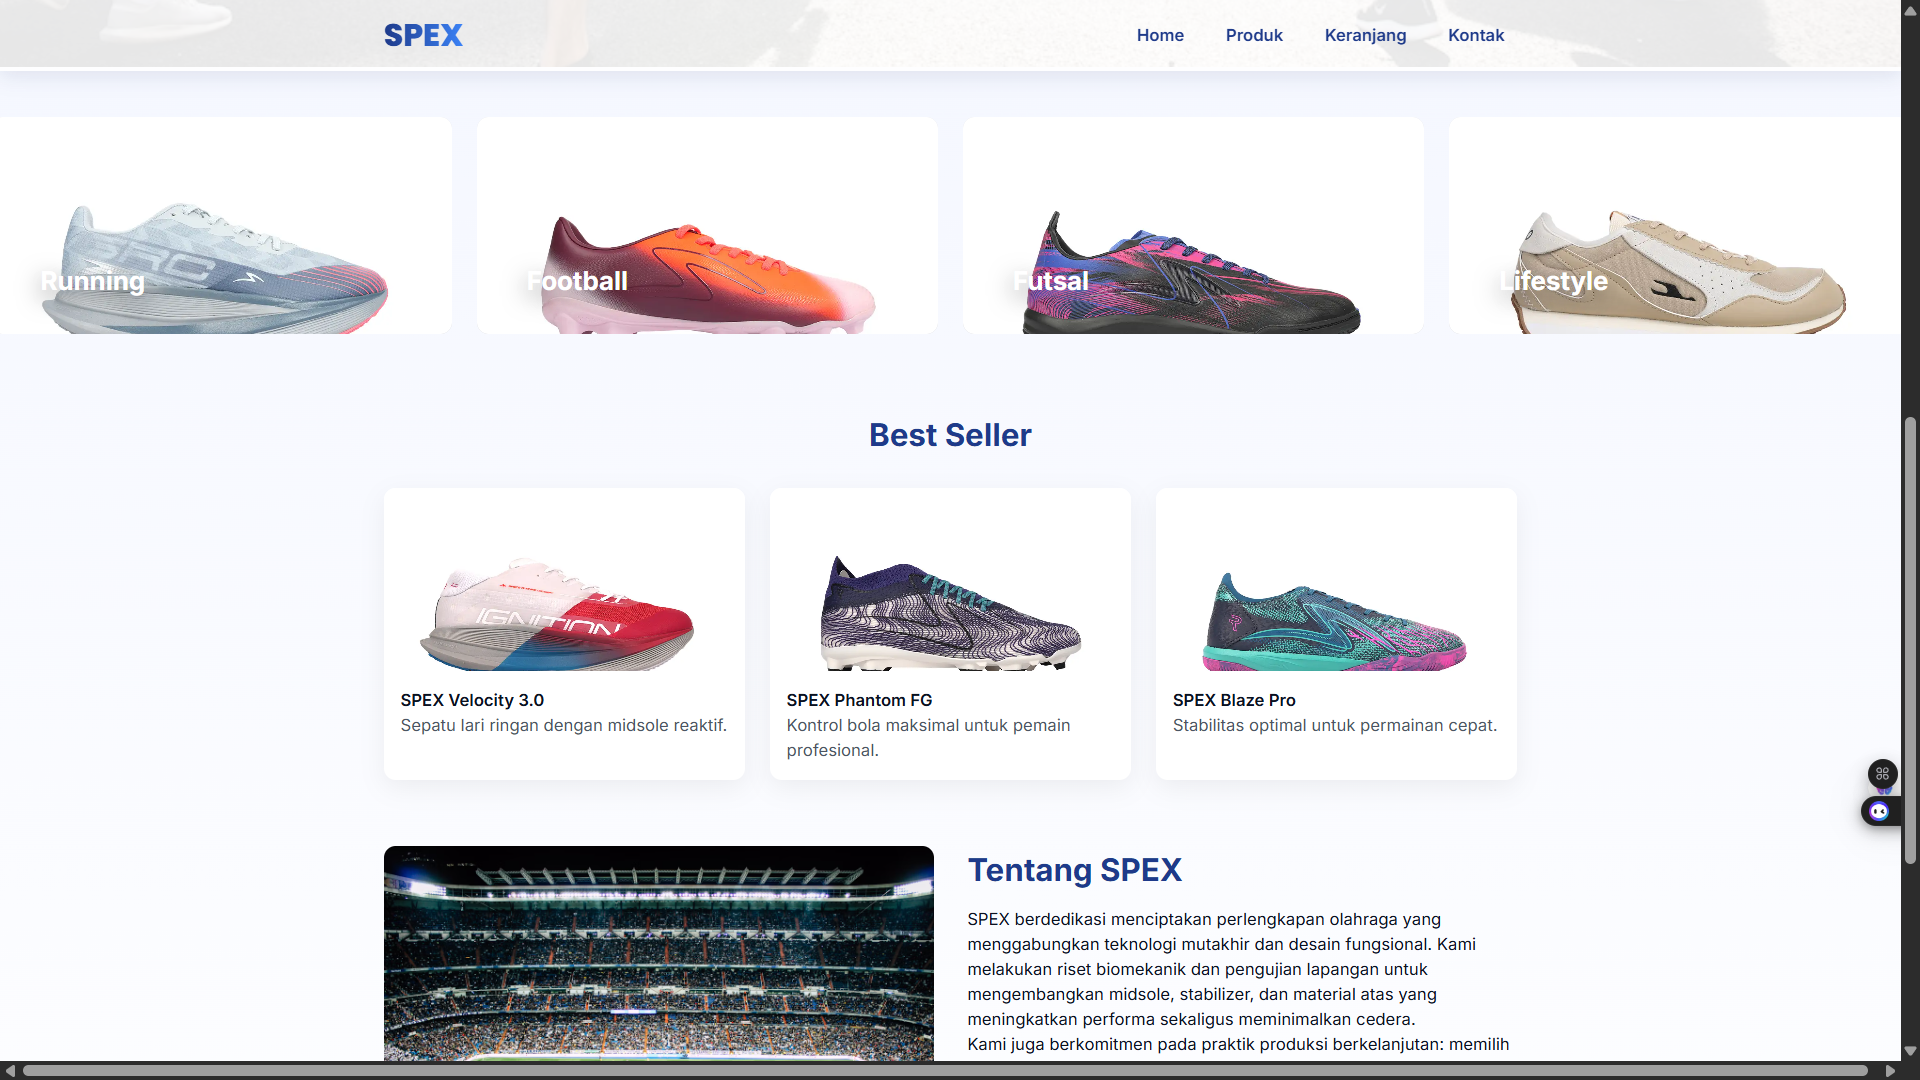 SPEX
Home Produk Keranjang Kontak
Running
Football
Futsal
Lifestyle
Best Seller
IGNITION
SPEX Velocity 3.0
Sepatu lari ringan dengan midsole reaktif.
SPEX Phantom FG
Kontrol bola maksimal untuk pemain
profesional.
SPEX Blaze Pro
Stabilitas optimal untuk permainan cepat.
Tentang SPEX
SPEX berdedikasi menciptakan perlengkapan olahraga yang
menggabungkan teknologi mutakhir dan desain fungsional. Kami
melakukan riset biomekanik dan pengujian lapangan untuk
mengembangkan midsole, stabilizer, dan material atas yang
meningkatkan performa sekaligus meminimalkan cedera.
Kami juga berkomitmen pada praktik produksi berkelanjutan: memilih